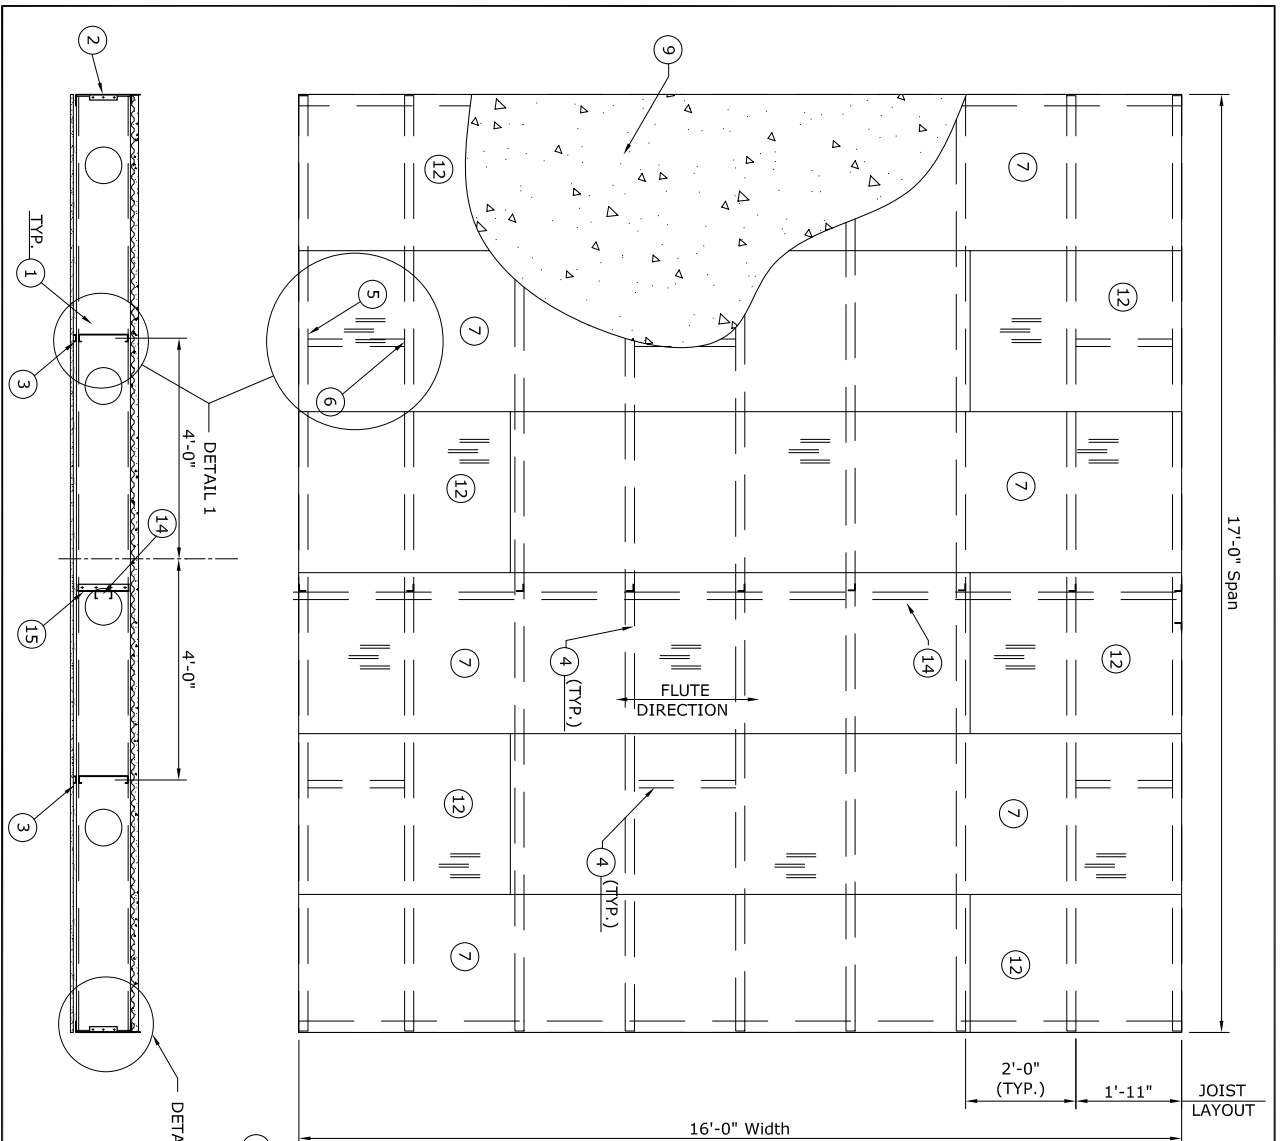 2
9
12
7
TYP.
1
5
7
12
3
6
DETAIL 1
4'-0"
14
12
7
17'-0" Span
15
4'-0"
7
4
(TYP.)
FLUTE
DIRECTION
14
12
3
12
4
(TYP.)
7
7
12
DETA
2'-0"
(TYP.)
1'-11"
JOIST
LAYOUT
16'-0" Width